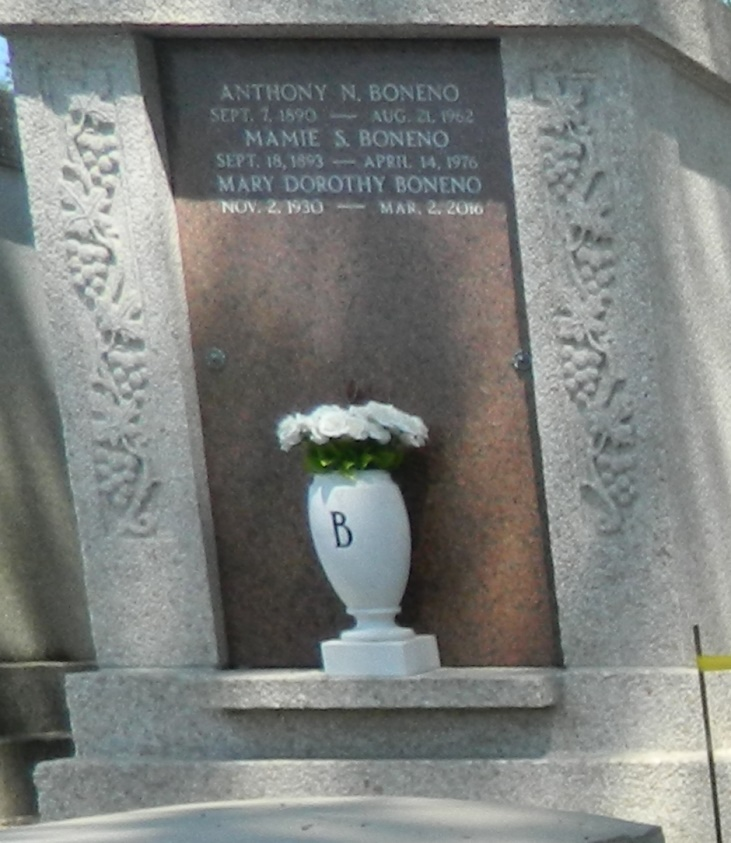 ANTHONY N. BONENO
SEPT. 7, 1890 — AUG. 21, 1962
MAMIE S. BONENO
SEPT. 18, 1893 — APRIL 14, 1976
MARY DOROTHY BONENO
NOV. 2, 1930 — MAR. 2, 2016
B